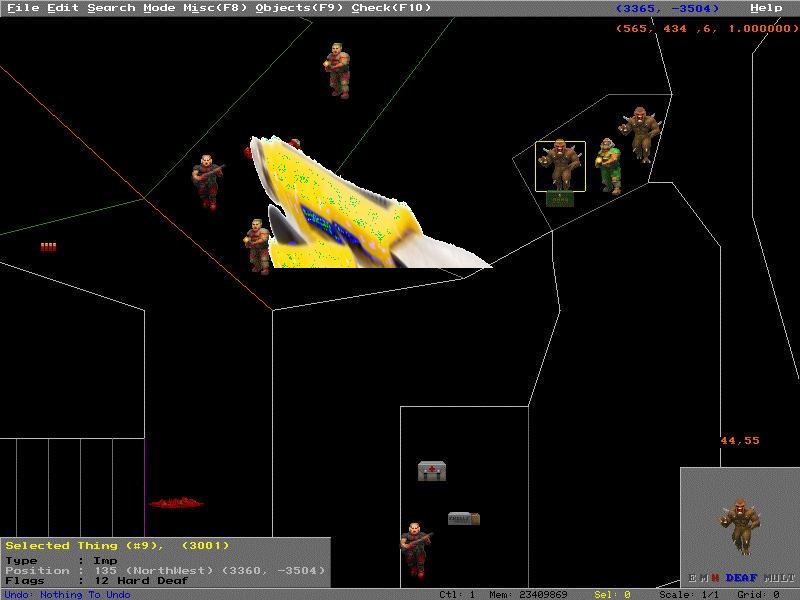 File Edit Search Mode Misc(F8) Objects(F9) Check(F10) (3365, -3504) Help
(565, 434 ,6, 1.000000)
44,55
Selected Thing (#9), (3001)
Type : Imp
Position : 135 (NorthWest) (3360, -3504)
Flags : 12 Hard Deaf
E M H DEAF MULT
Undo: Nothing To Undo Ctl: 1 Mem: 23409869 Sel: 0 Scale: 1/1 Grid: 0